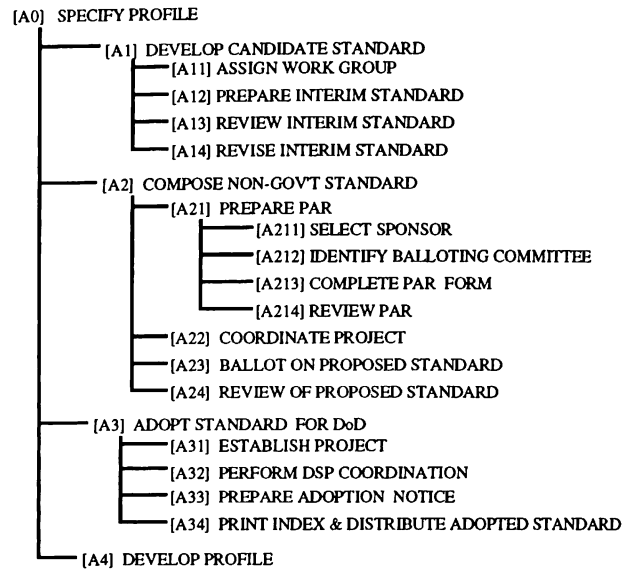 [A0] SPECIFY PROFILE
[A1] DEVELOP CANDIDATE STANDARD
[A11] ASSIGN WORK GROUP
[A12] PREPARE INTERIM STANDARD
[A13] REVIEW INTERIM STANDARD
[A14] REVISE INTERIM STANDARD
[A2] COMPOSE NON-GOV'T STANDARD
[A21] PREPARE PAR
[A211] SELECT SPONSOR
[A212] IDENTIFY BALLOTING COMMITTEE
[A213] COMPLETE PAR FORM
[A214] REVIEW PAR
[A22] COORDINATE PROJECT
[A23] BALLOT ON PROPOSED STANDARD
[A24] REVIEW OF PROPOSED STANDARD
[A3] ADOPT STANDARD FOR DoD
[A31] ESTABLISH PROJECT
[A32] PERFORM DSP COORDINATION
[A33] PREPARE ADOPTION NOTICE
[A34] PRINT INDEX & DISTRIBUTE ADOPTED STANDARD
[A4] DEVELOP PROFILE